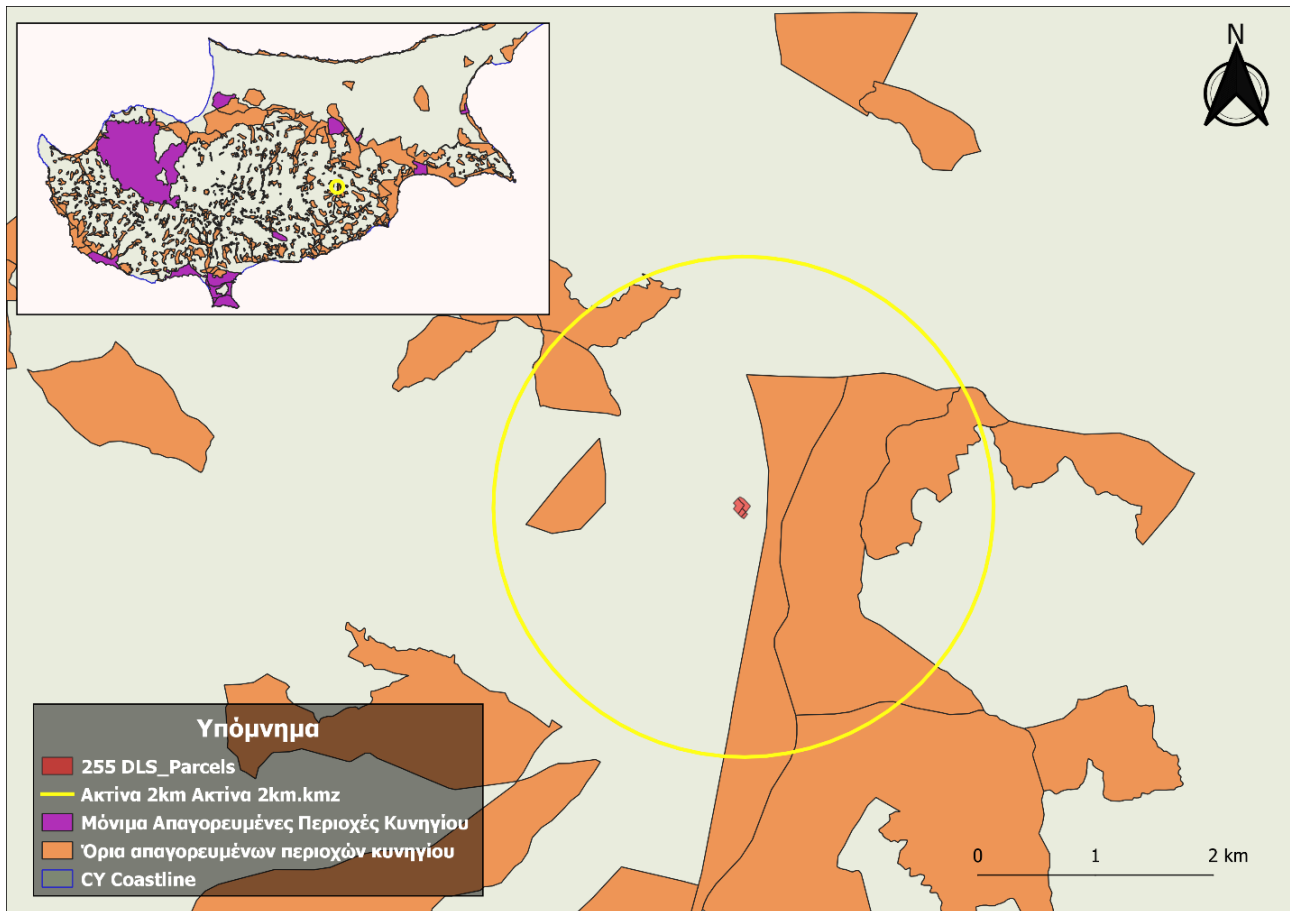 N
Υπόμνημα
255 DLS_Parcels
Ακτίνα 2km Ακτίνα 2km.kmz
Μόνιμα Απαγορευμένες Περιοχές Κυνηγίου
Όρια απαγορευμένων περιοχών κυνηγίου
CY Coastline
0 1 2 km